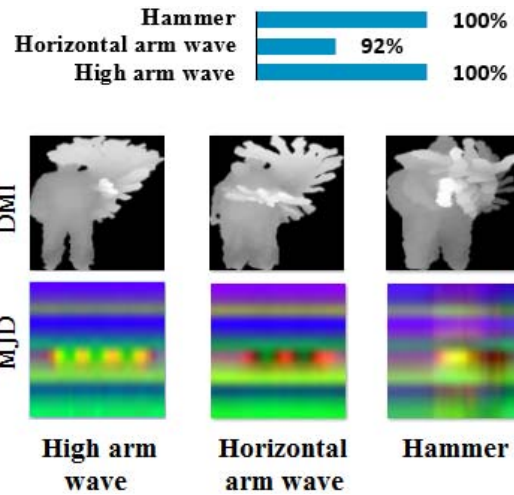 Hammer 100%
Horizontal arm wave 92%
High arm wave 100%
DMI
MJD
High arm wave
Horizontal arm wave
Hammer